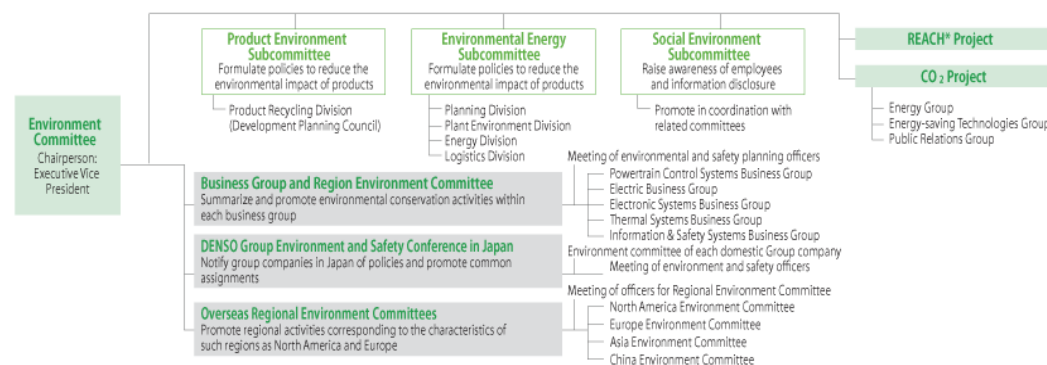 Environment
Committee
Chairperson:
Executive Vice
President
Product Environment
Subcommittee
Formulate policies to reduce the
environmental impact of products
Product Recycling Division
(Development Planning Council)
Environmental Energy
Subcommittee
Formulate policies to reduce the
environmental impact of products
Planning Division
Plant Environment Division
Energy Division
Logistics Division
Social Environment
Subcommittee
Raise awareness of employees
and information disclosure
Promote in coordination with
related committees
REACH* Project
CO2 Project
Energy Group
Energy-saving Technologies Group
Public Relations Group
Business Group and Region Environment Committee
Summarize and promote environmental conservation activities within
each business group
Meeting of environmental and safety planning officers
Powertrain Control Systems Business Group
Electric Business Group
Electronic Systems Business Group
Thermal Systems Business Group
Information & Safety Systems Business Group
DENSO Group Environment and Safety Conference in Japan
Notify group companies in Japan of policies and promote common
assignments
Environment committee of each domestic Group company
Meeting of environment and safety officers
Overseas Regional Environment Committees
Promote regional activities corresponding to the characteristics of
such regions as North America and Europe
Meeting of officers for Regional Environment Committee
North America Environment Committee
Europe Environment Committee
Asia Environment Committee
China Environment Committee